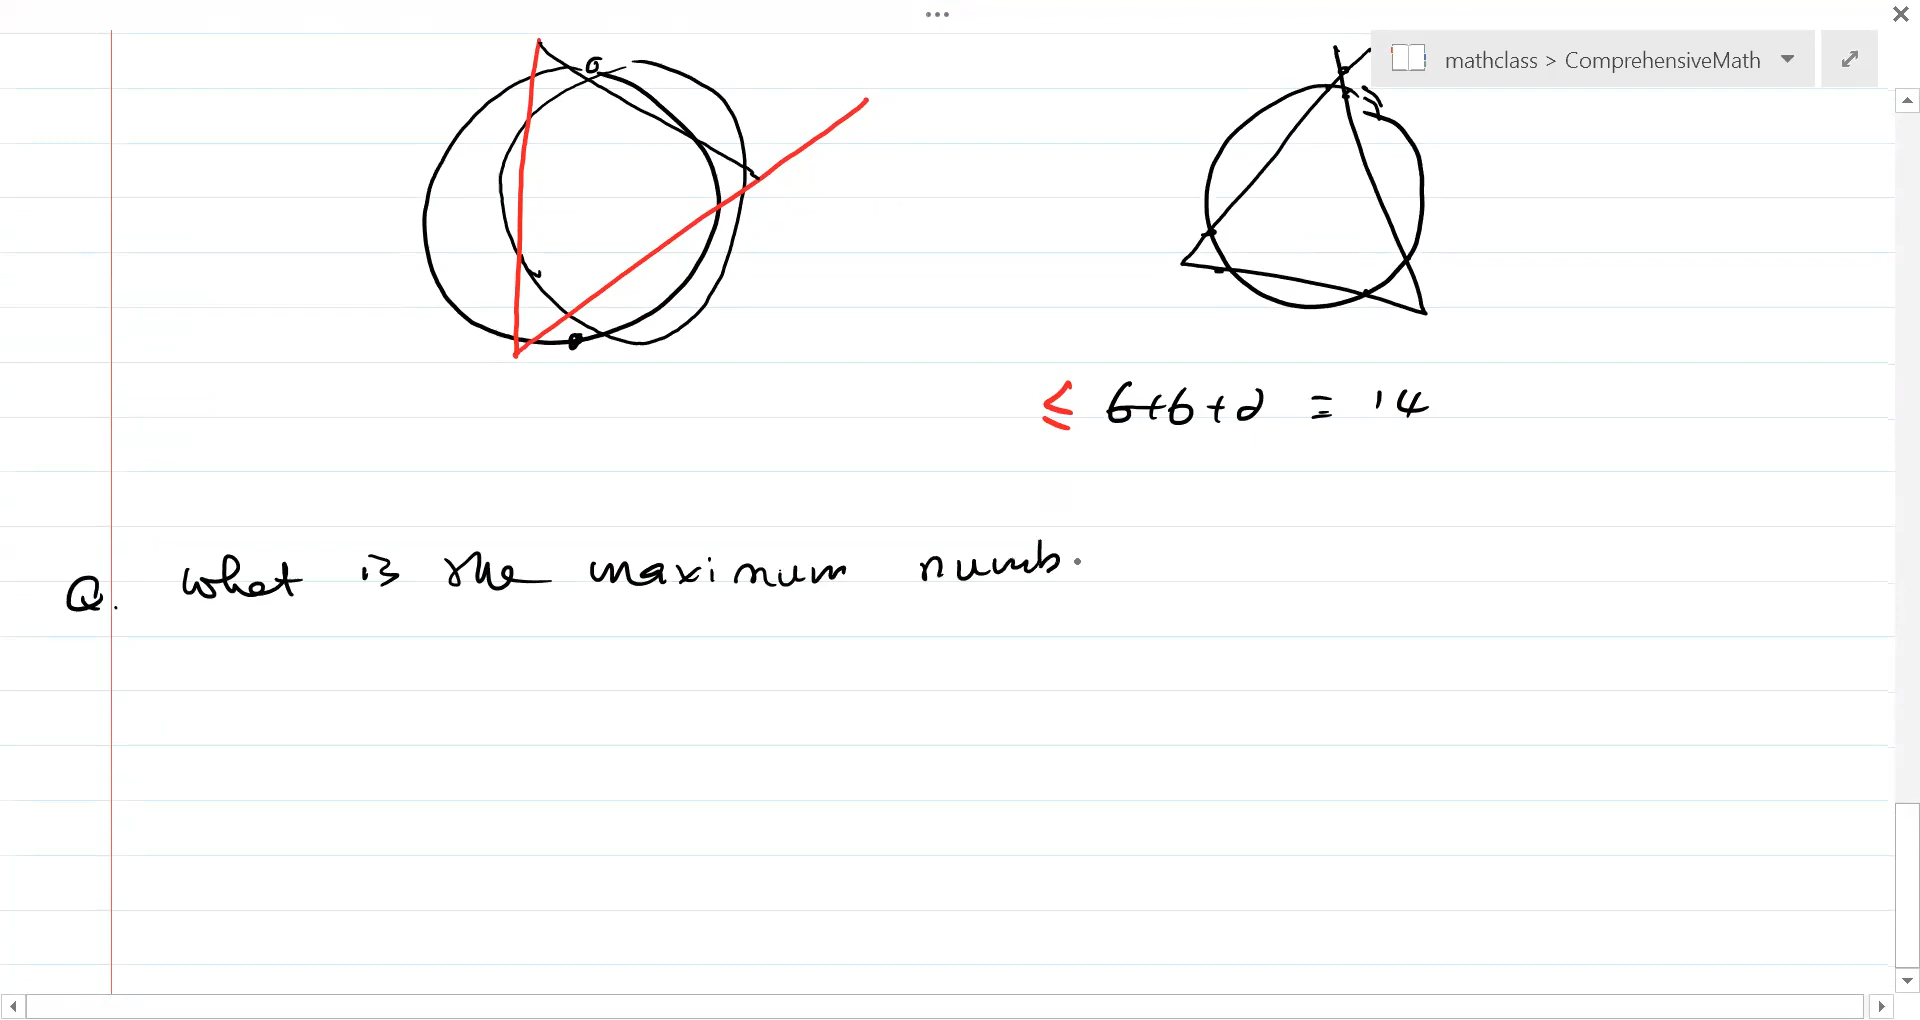 mathclass > ComprehensiveMath
≤ 6+6+2 = 14
Q. what is the maximum numb